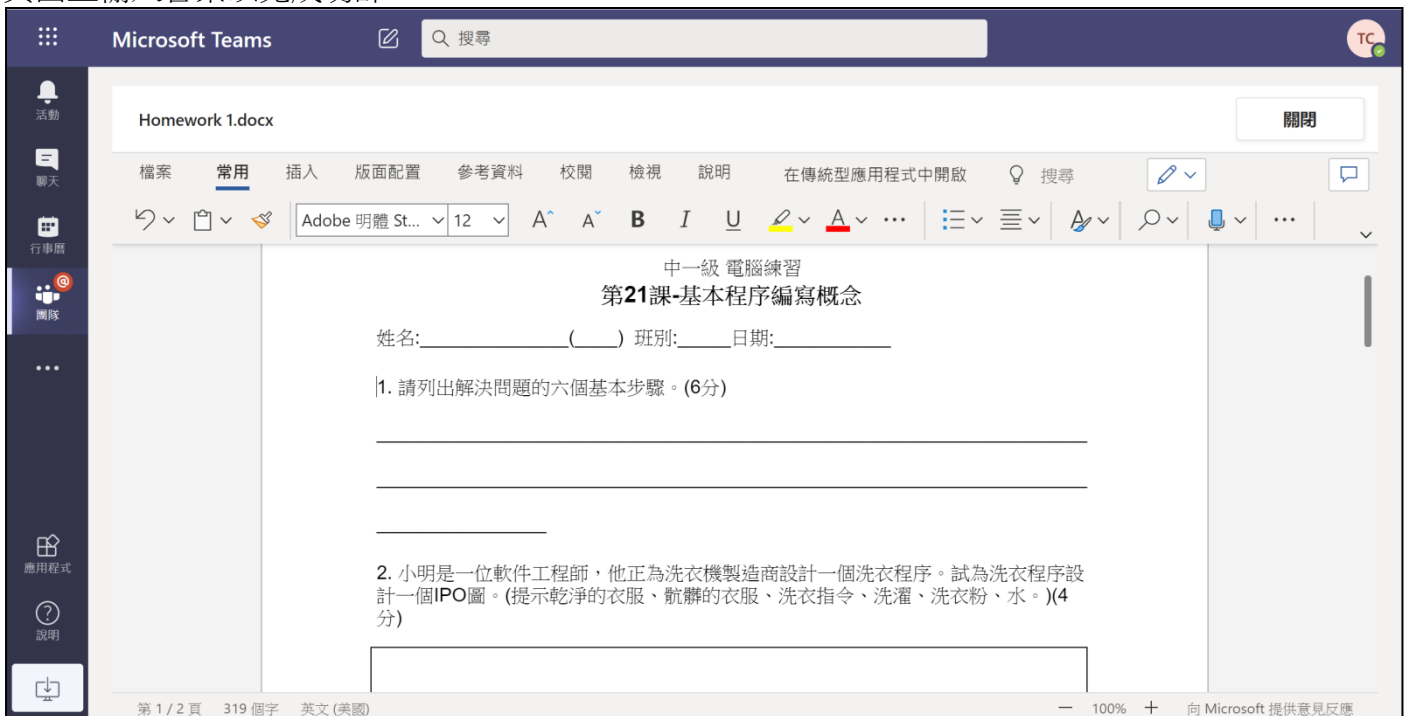 Microsoft Teams
搜尋
TC
活動
聊天
行事曆
團隊
應用程式
說明
Homework 1.docx
關閉
檔案 常用 插入 版面配置 參考資料 校閱 檢視 說明 在傳統型應用程式中開啟 搜尋
Adobe 明體 St... 12 A A B I U A
中一級 電腦練習
第21課-基本程序編寫概念
姓名:_______________(____) 班別:_____日期:____________
1. 請列出解決問題的六個基本步驟。(6分)
2. 小明是一位軟件工程師，他正為洗衣機製造商設計一個洗衣程序。試為洗衣程序設
計一個IPO圖。(提示乾淨的衣服、骯髒的衣服、洗衣指令、洗濯、洗衣粉、水。)(4
分)
第 1 / 2 頁 319 個字 英文 (美國) 100% 向 Microsoft 提供意見反應